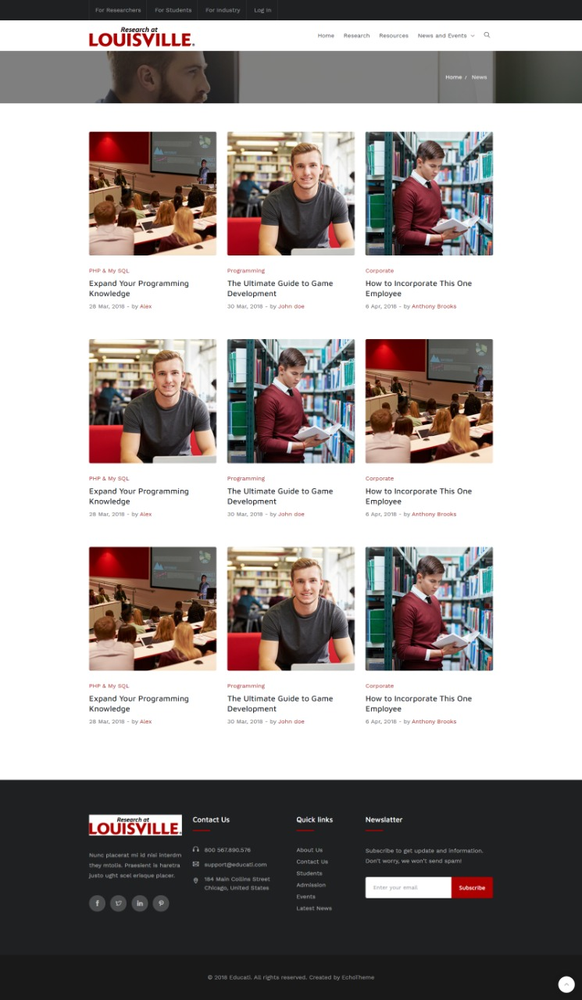 For Researchers
For Students
For Industry
Log In
Research at
LOUISVILLE.
Home
Research
Resources
News and Events
Home / News
PHP & My SQL
Programming
Corporate
Expand Your Programming
Knowledge
The Ultimate Guide to Game
Development
How to Incorporate This One
Employee
28 Mar, 2018 - by Alex
30 Mar, 2018 - by John doe
6 Apr, 2018 - by Anthony Brooks
PHP & My SQL
Programming
Corporate
Expand Your Programming
Knowledge
The Ultimate Guide to Game
Development
How to Incorporate This One
Employee
28 Mar, 2018 - by Alex
30 Mar, 2018 - by John doe
6 Apr, 2018 - by Anthony Brooks
PHP & My SQL
Programming
Corporate
Expand Your Programming
Knowledge
The Ultimate Guide to Game
Development
How to Incorporate This One
Employee
28 Mar, 2018 - by Alex
30 Mar, 2018 - by John doe
6 Apr, 2018 - by Anthony Brooks
Research at
LOUISVILLE.
Nunc placerat mi id nisi interdm
they mtolis. Praesient is haretra
justo ught scel erisque placer.
Contact Us
800 567.890.576
support@educati.com
184 Main Collins Street
Chicago, United States
Quick links
About Us
Contact Us
Students
Admission
Events
Latest News
Newslatter
Subscribe to get update and information.
Don't worry, we won't send spam!
Enter your email
Subscribe
© 2018 Educati. All rights reserved. Created by EchoTheme